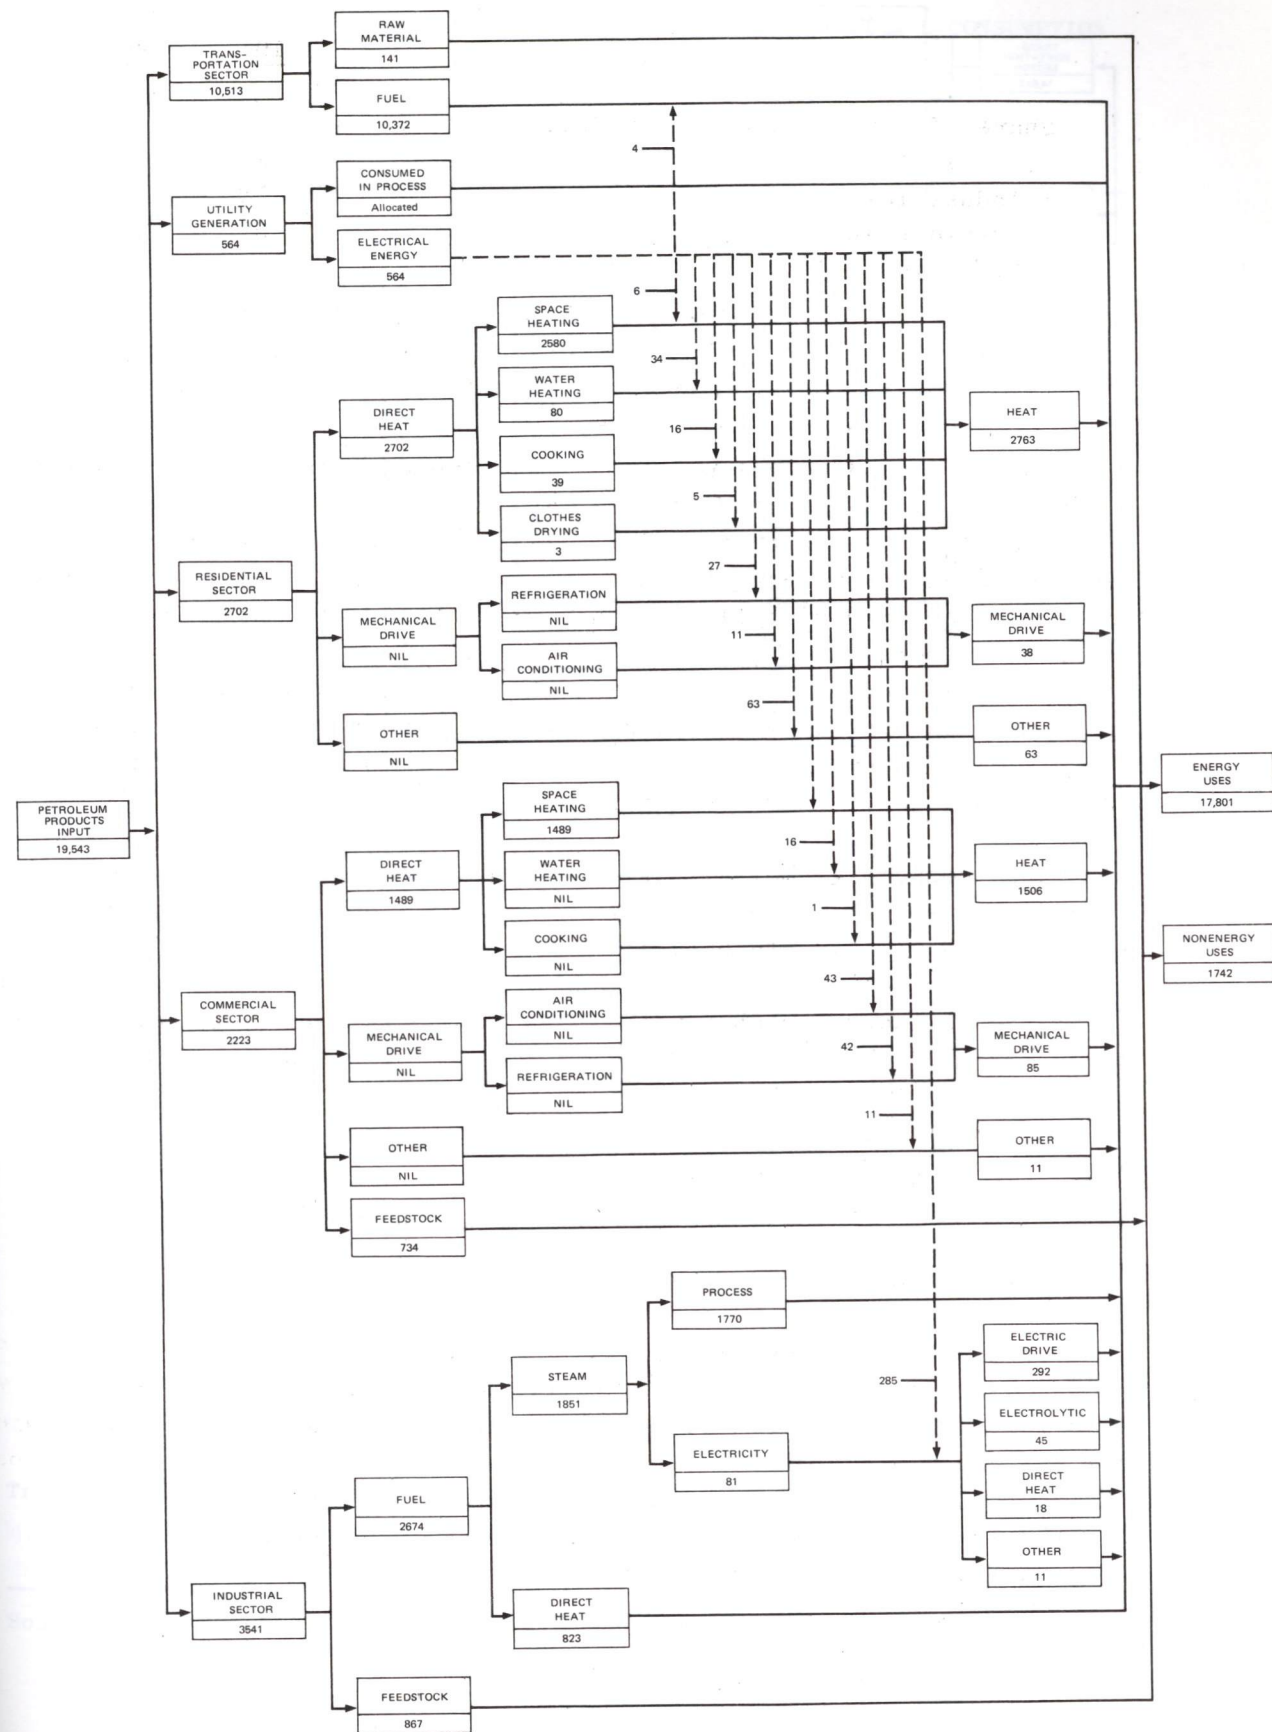 RAW
MATERIAL
141
TRANS-
PORTATION
SECTOR
10,513
FUEL
10,372
4
CONSUMED
IN PROCESS
Allocated
UTILITY
GENERATION
564
ELECTRICAL
ENERGY
564
6
SPACE
HEATING
2580
34
WATER
HEATING
80
DIRECT
HEAT
2702
HEAT
2763
16
COOKING
39
5
CLOTHES
DRYING
3
27
RESIDENTIAL
SECTOR
2702
REFRIGERATION
NIL
MECHANICAL
DRIVE
NIL
11
MECHANICAL
DRIVE
38
AIR
CONDITIONING
NIL
63
OTHER
NIL
OTHER
63
ENERGY
USES
17,801
PETROLEUM
PRODUCTS
INPUT
19,543
SPACE
HEATING
1489
16
DIRECT
HEAT
1489
WATER
HEATING
NIL
HEAT
1506
1
COOKING
NIL
NONENERGY
USES
1742
43
COMMERCIAL
SECTOR
2223
AIR
CONDITIONING
NIL
MECHANICAL
DRIVE
NIL
42
MECHANICAL
DRIVE
85
REFRIGERATION
NIL
11
OTHER
NIL
OTHER
11
FEEDSTOCK
734
PROCESS
1770
ELECTRIC
DRIVE
292
STEAM
1851
285
ELECTROLYTIC
45
ELECTRICITY
81
DIRECT
HEAT
18
FUEL
2674
OTHER
11
INDUSTRIAL
SECTOR
3541
DIRECT
HEAT
823
FEEDSTOCK
867